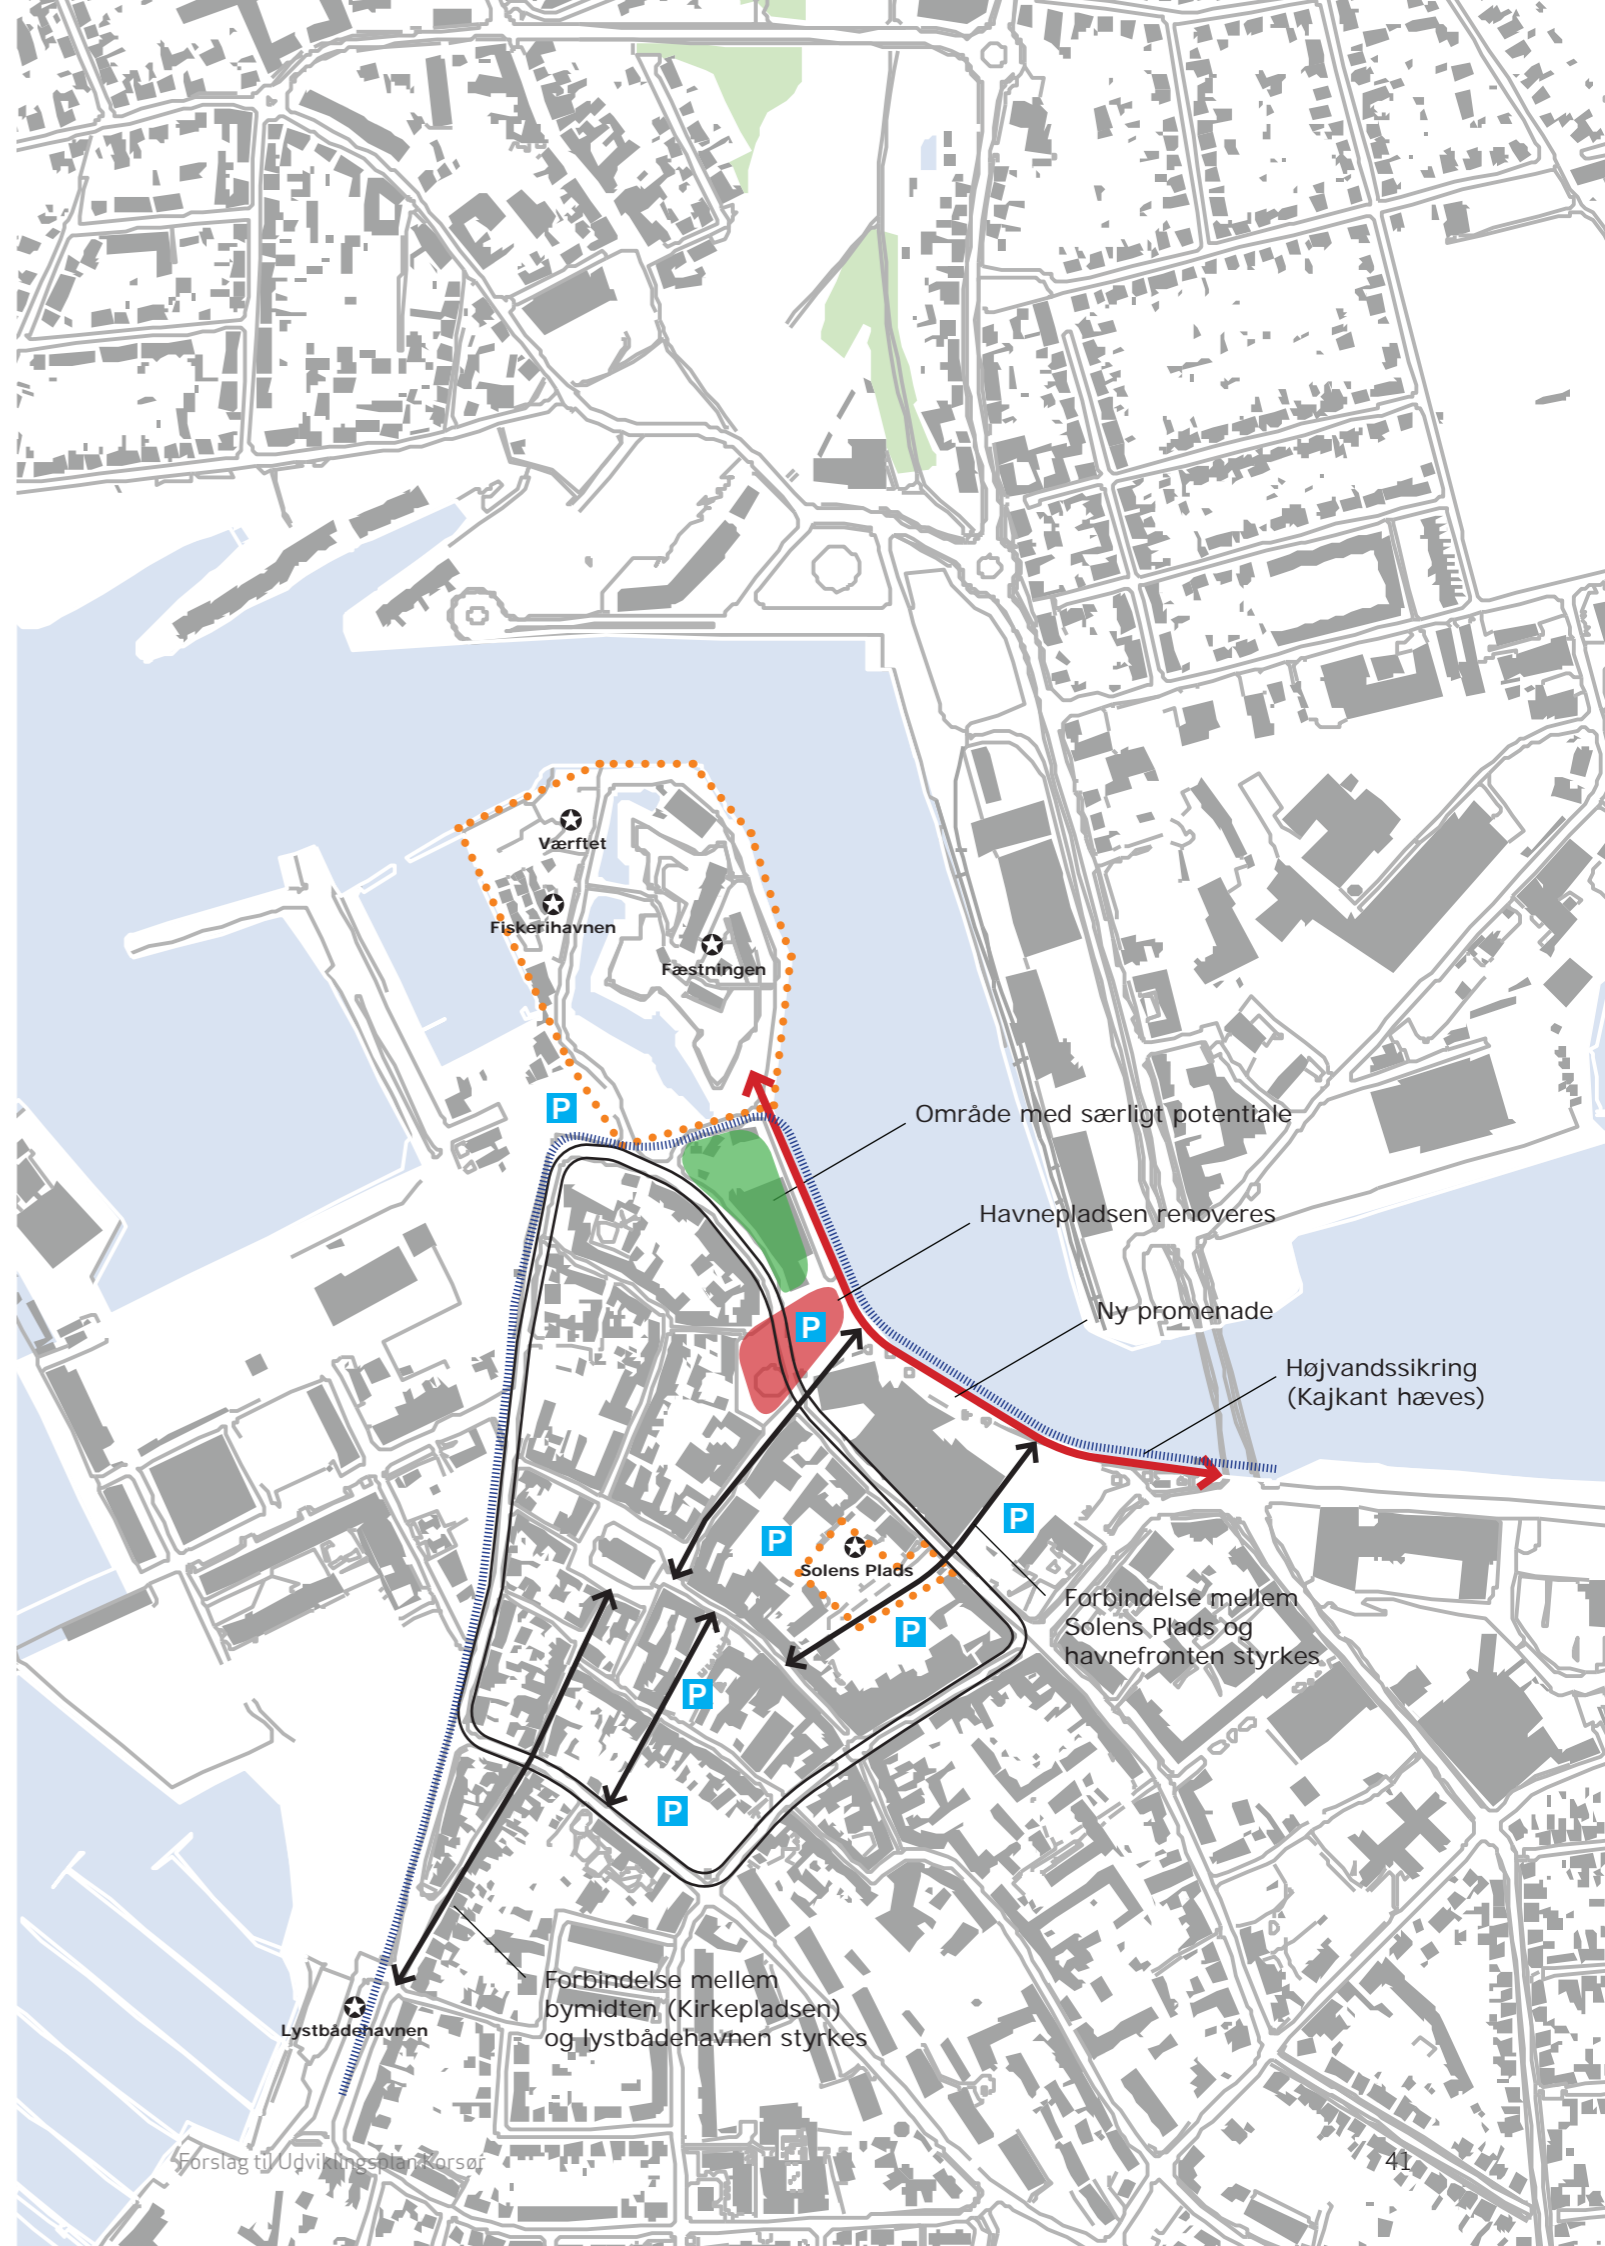 Værftet
Fiskerihavnen
Fæstningen
P
Område med særligt potentiale
Havnepladsen renoveres
Ny promenade
P
Højvandssikring
(Kajkant hæves)
P
P
Solens Plads
P
Forbindelse mellem
Solens Plads og
havnefronten styrkes
P
P
Forbindelse mellem
bymidten (Kirkepladsen)
og lystbådehavnen styrkes
Lystbådehavnen
Forslag til Udviklingsplan Korsør
41